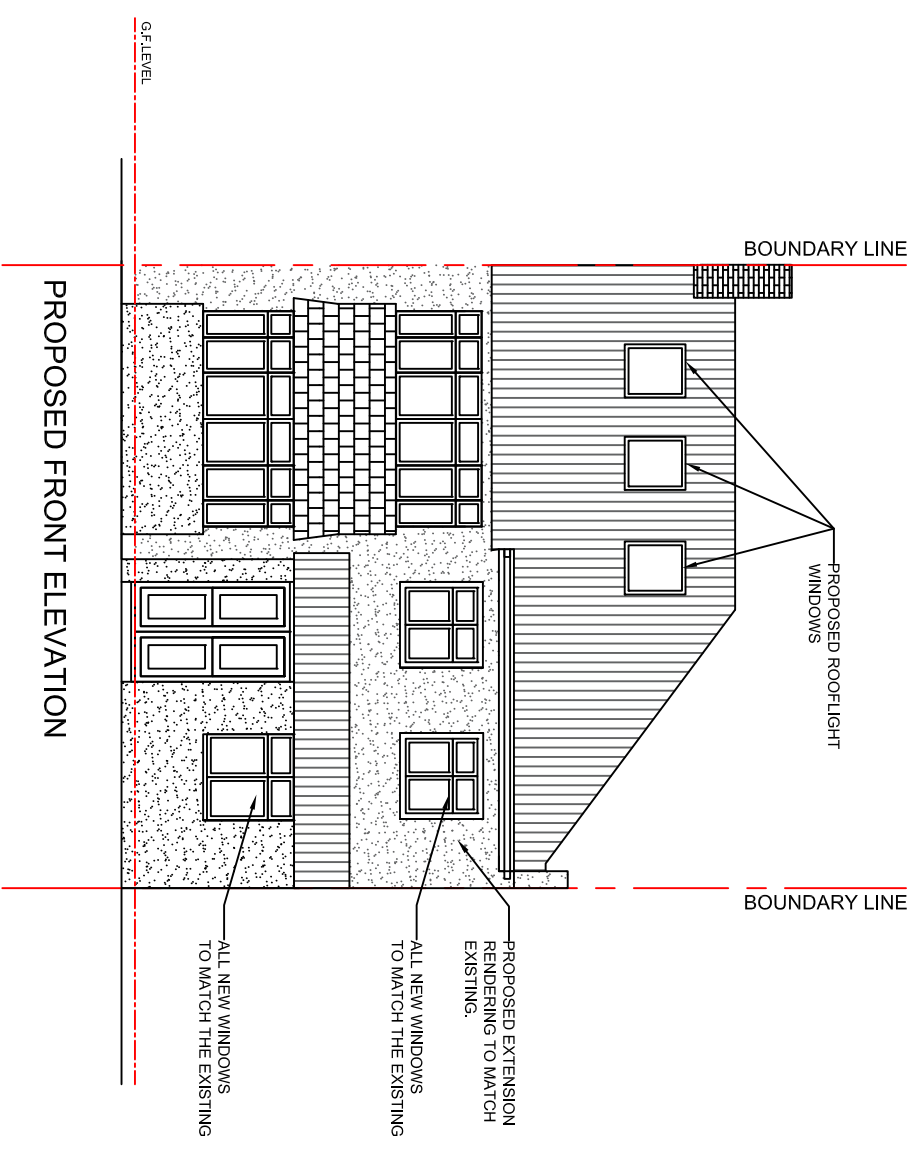 BOUNDARY LINE
BOUNDARY LINE
PROPOSED ROOFLIGHT
WINDOWS
PROPOSED EXTENSION
RENDERING TO MATCH
EXISTING.
ALL NEW WINDOWS
TO MATCH THE EXISTING
ALL NEW WINDOWS
TO MATCH THE EXISTING
G.F.LEVEL
PROPOSED FRONT ELEVATION